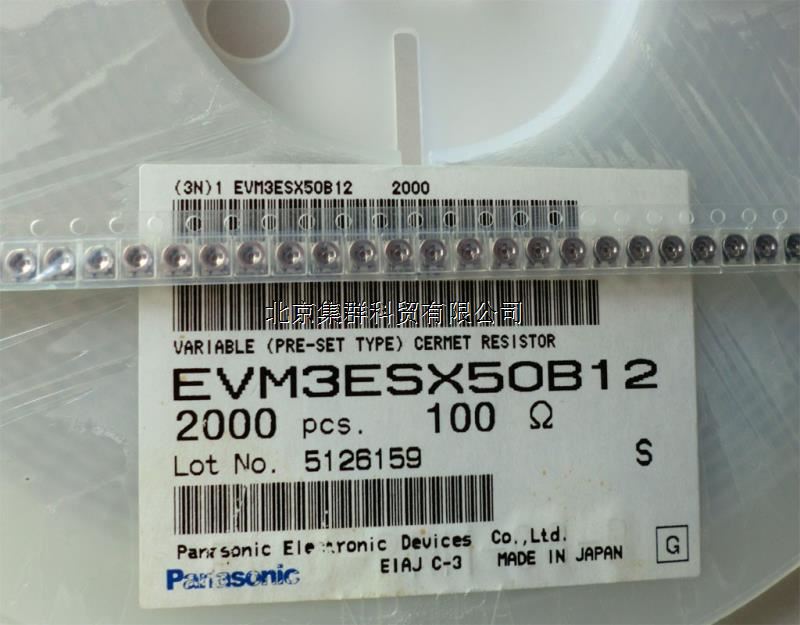 (3N)1 EVM3ESX50B12 2000
北京集群科贸有限公司
VARIABLE (PRE-SET TYPE) CERMET RESISTOR
EVM3ESX50B12
2000 pcs. 100 Ω
Lot No. 5126159 S
Panasonic Electronic Devices Co.,Ltd.
EIAJ C-3 MADE IN JAPAN G
Panasonic